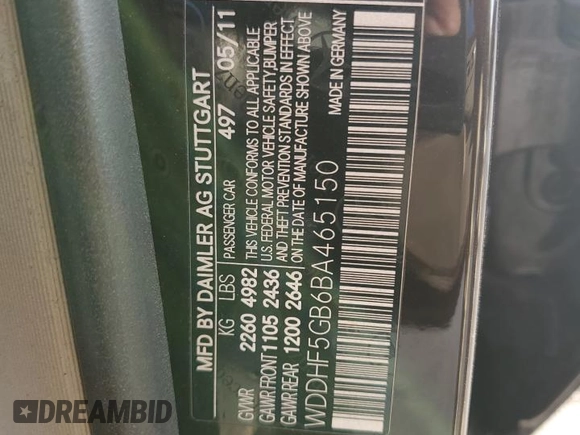 MFD BY DAIMLER AG STUTTGART
KG LBS PASSENGER CAR 497 05/11
GVWR 2260 4982 THIS VEHICLE CONFORMS TO ALL APPLICABLE
GAWR FRONT 1105 2436 U.S. FEDERAL MOTOR VEHICLE SAFETY, BUMPER
GAWR REAR 1200 2646 AND THEFT PREVENTION STANDARDS IN EFFECT
ON THE DATE OF MANUFACTURE SHOWN ABOVE
WDDHF5GB6BA465150 MADE IN GERMANY
DREAMBID